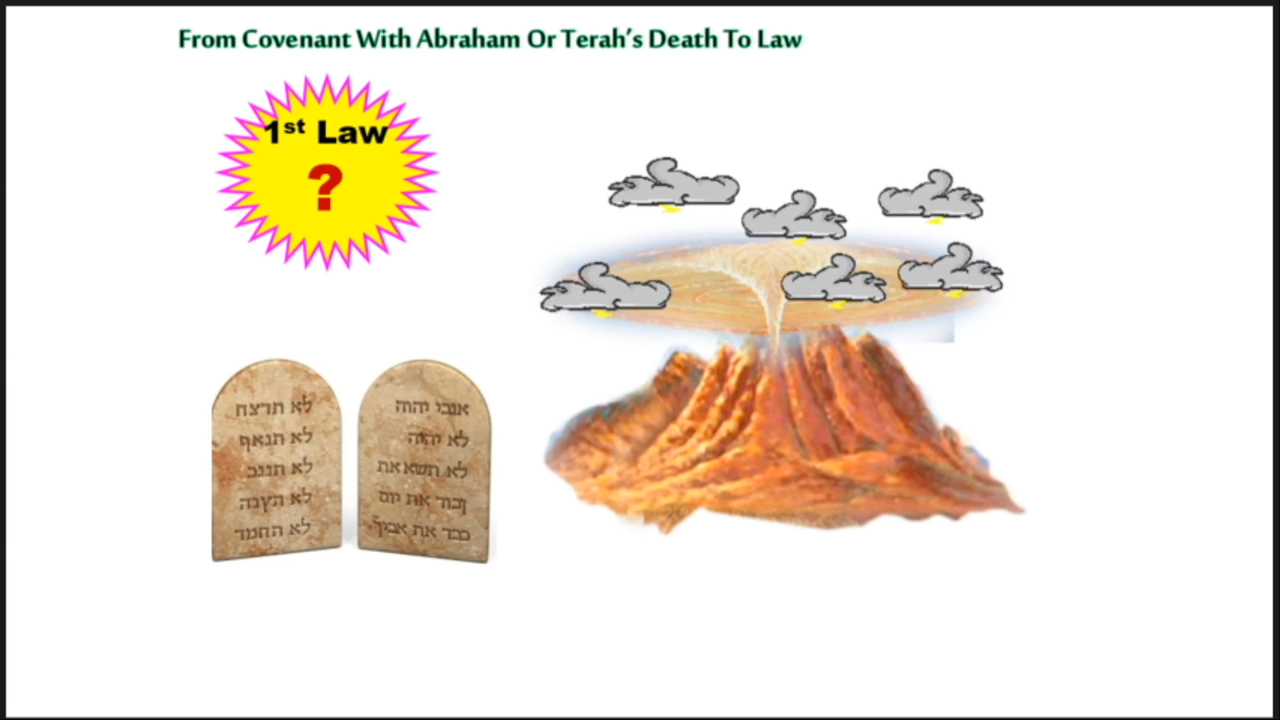 From Covenant With Abraham Or Terah's Death To Law
1st Law
?
אנכי יהוה
לא יהיה
לא תשא את
זכור את יום
כבד את אביך
לא תרצח
לא תנאף
לא תגנב
לא תענה
לא תחמד